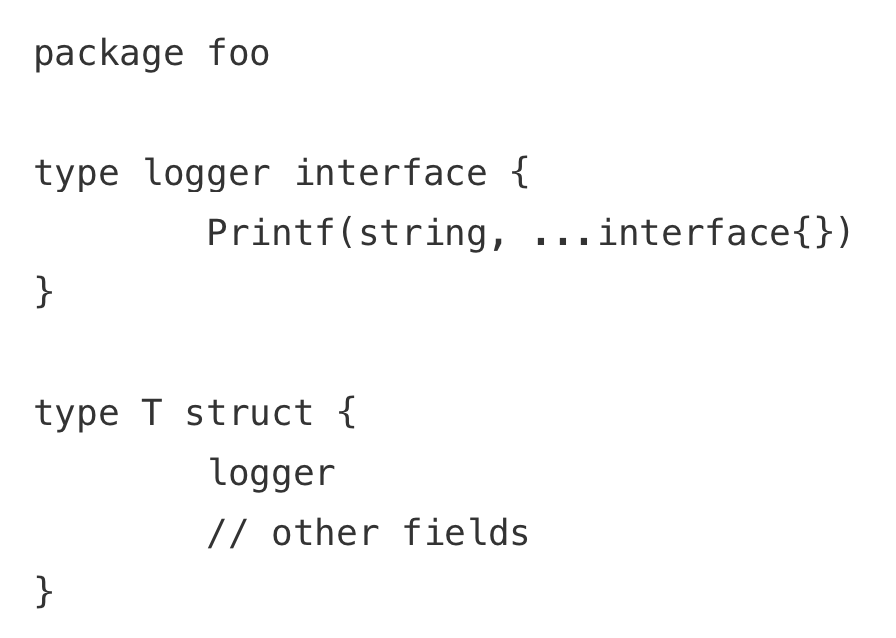 package foo
type logger interface {
Printf(string, ...interface{})
}
type T struct {
logger
// other fields
}